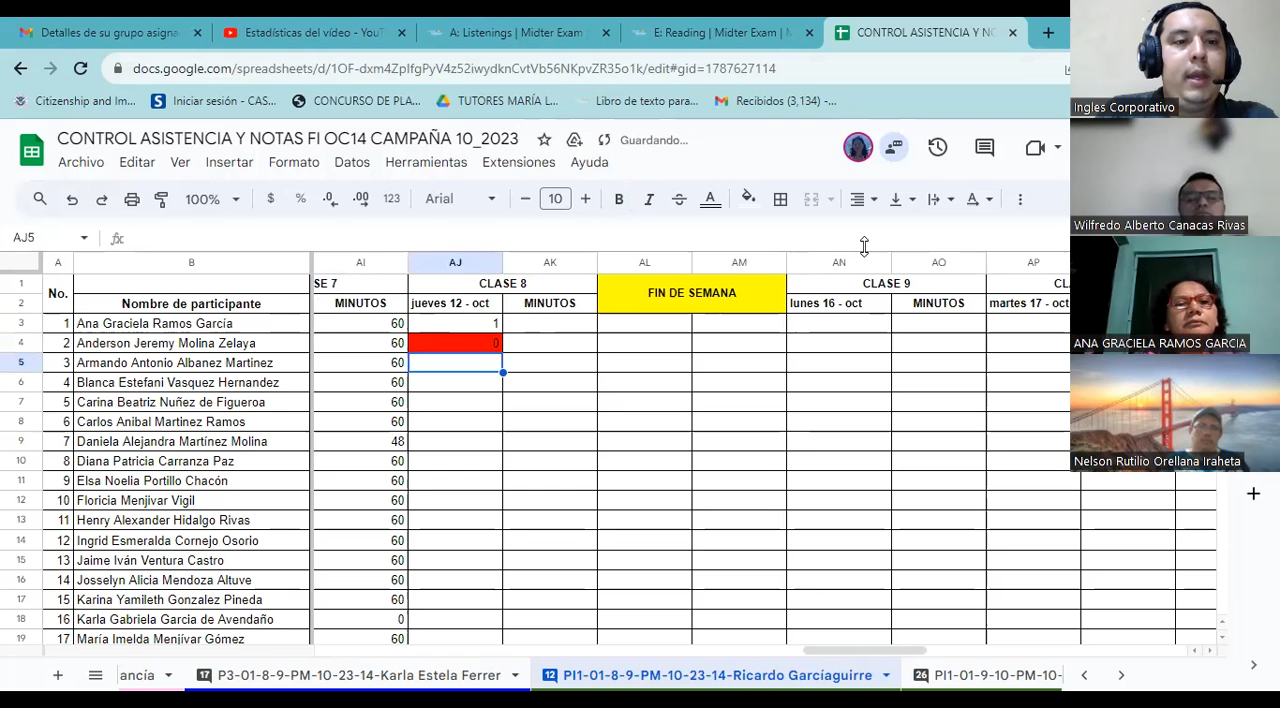 Detalles de su grupo asigna
Estadísticas del vídeo - YouT
A: Listenings | Midter Exam
E: Reading | Midter Exam | M
CONTROL ASISTENCIA Y NO
docs.google.com/spreadsheets/d/1OF-dxm4ZpIfgPyV4z52iwydknCvtVb56NKpvZR35o1k/edit#gid=1787627114
Citizenship and Im...
Iniciar sesión - CAS...
CONCURSO DE PLA...
TUTORES MARÍA L...
Libro de texto para...
Recibidos (3,134) -...
CONTROL ASISTENCIA Y NOTAS FI OC14 CAMPAÑA 10_2023 Guardando...
Archivo Editar Ver Insertar Formato Datos Herramientas Extensiones Ayuda
100% $ % .0 .00 123 Arial 10 B I A
AJ5 fx
A B AI AJ AK AL AM AN AO AP
1 No. SE 7 CLASE 8 FIN DE SEMANA CLASE 9 CL
2 Nombre de participante MINUTOS jueves 12 - oct MINUTOS lunes 16 - oct MINUTOS martes 17 - oct
3 1 Ana Graciela Ramos García 60 1
4 2 Anderson Jeremy Molina Zelaya 60 0
5 3 Armando Antonio Albanez Martinez 60
6 4 Blanca Estefani Vasquez Hernandez 60
7 5 Carina Beatriz Nuñez de Figueroa 60
8 6 Carlos Anibal Martinez Ramos 60
9 7 Daniela Alejandra Martínez Molina 48
10 8 Diana Patricia Carranza Paz 60
11 9 Elsa Noelia Portillo Chacón 60
12 10 Floricia Menjivar Vigil 60
13 11 Henry Alexander Hidalgo Rivas 60
14 12 Ingrid Esmeralda Cornejo Osorio 60
15 13 Jaime Iván Ventura Castro 60
16 14 Josselyn Alicia Mendoza Altuve 60
17 15 Karina Yamileth Gonzalez Pineda 60
18 16 Karla Gabriela Garcia de Avendaño 0
19 17 María Imelda Menjívar Gómez 60
ancía
17 P3-01-8-9-PM-10-23-14-Karla Estela Ferrer
12 PI1-01-8-9-PM-10-23-14-Ricardo Garcíaguirre
26 PI1-01-9-10-PM-10-
Ingles Corporativo
Wilfredo Alberto Canacas Rivas
ANA GRACIELA RAMOS GARCIA
Nelson Rutilio Orellana Iraheta